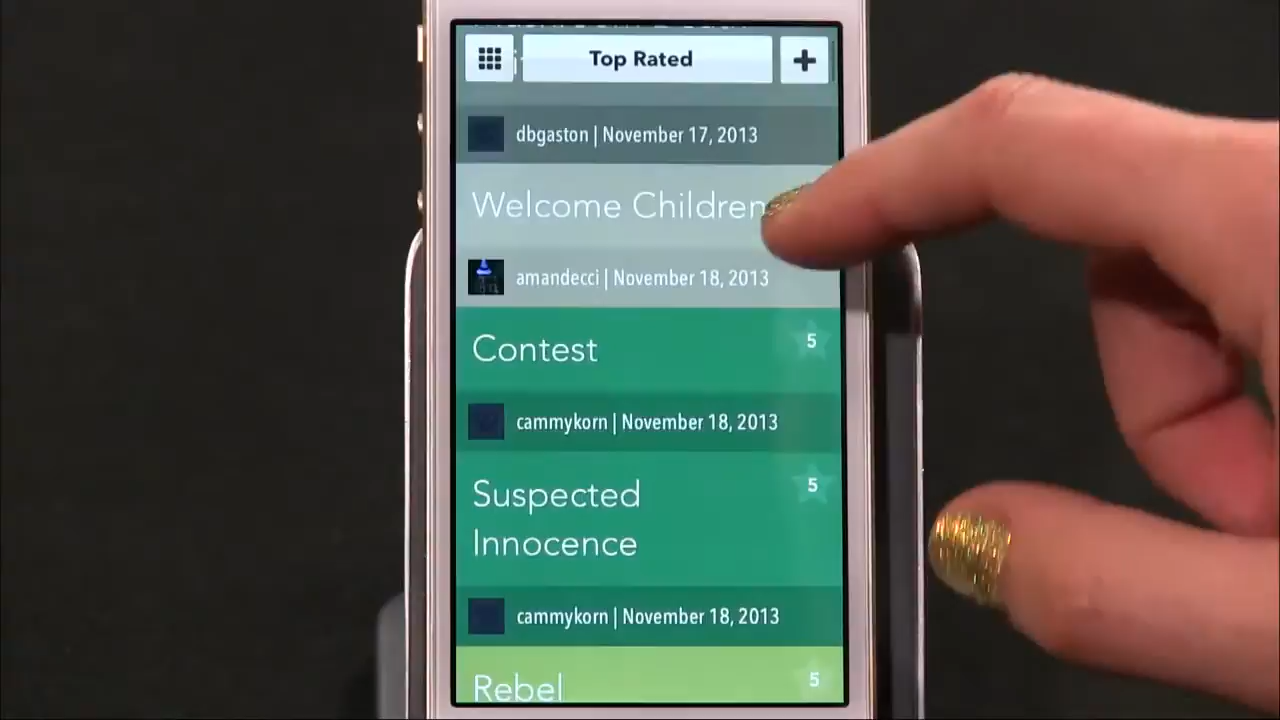 Top Rated
dbgaston | November 17, 2013
Welcome Children
amandecci | November 18, 2013
Contest
5
cammykorn | November 18, 2013
Suspected
5
Innocence
cammykorn | November 18, 2013
Rebel
5